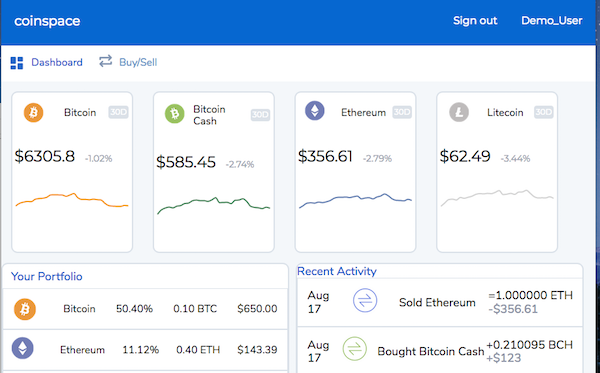 coinspace
Sign out
Demo_User
Dashboard
Buy/Sell
Bitcoin
30D
$6305.8 -1.02%
Bitcoin
Cash
30D
$585.45 -2.74%
Ethereum
30D
$356.61 -2.79%
Litecoin
30D
$62.49 -3.44%
Your Portfolio
Bitcoin 50.40% 0.10 BTC $650.00
Ethereum 11.12% 0.40 ETH $143.39
Recent Activity
Aug
17
Sold Ethereum
=1.000000 ETH
-$356.61
Aug
17
Bought Bitcoin Cash
+0.210095 BCH
+$123